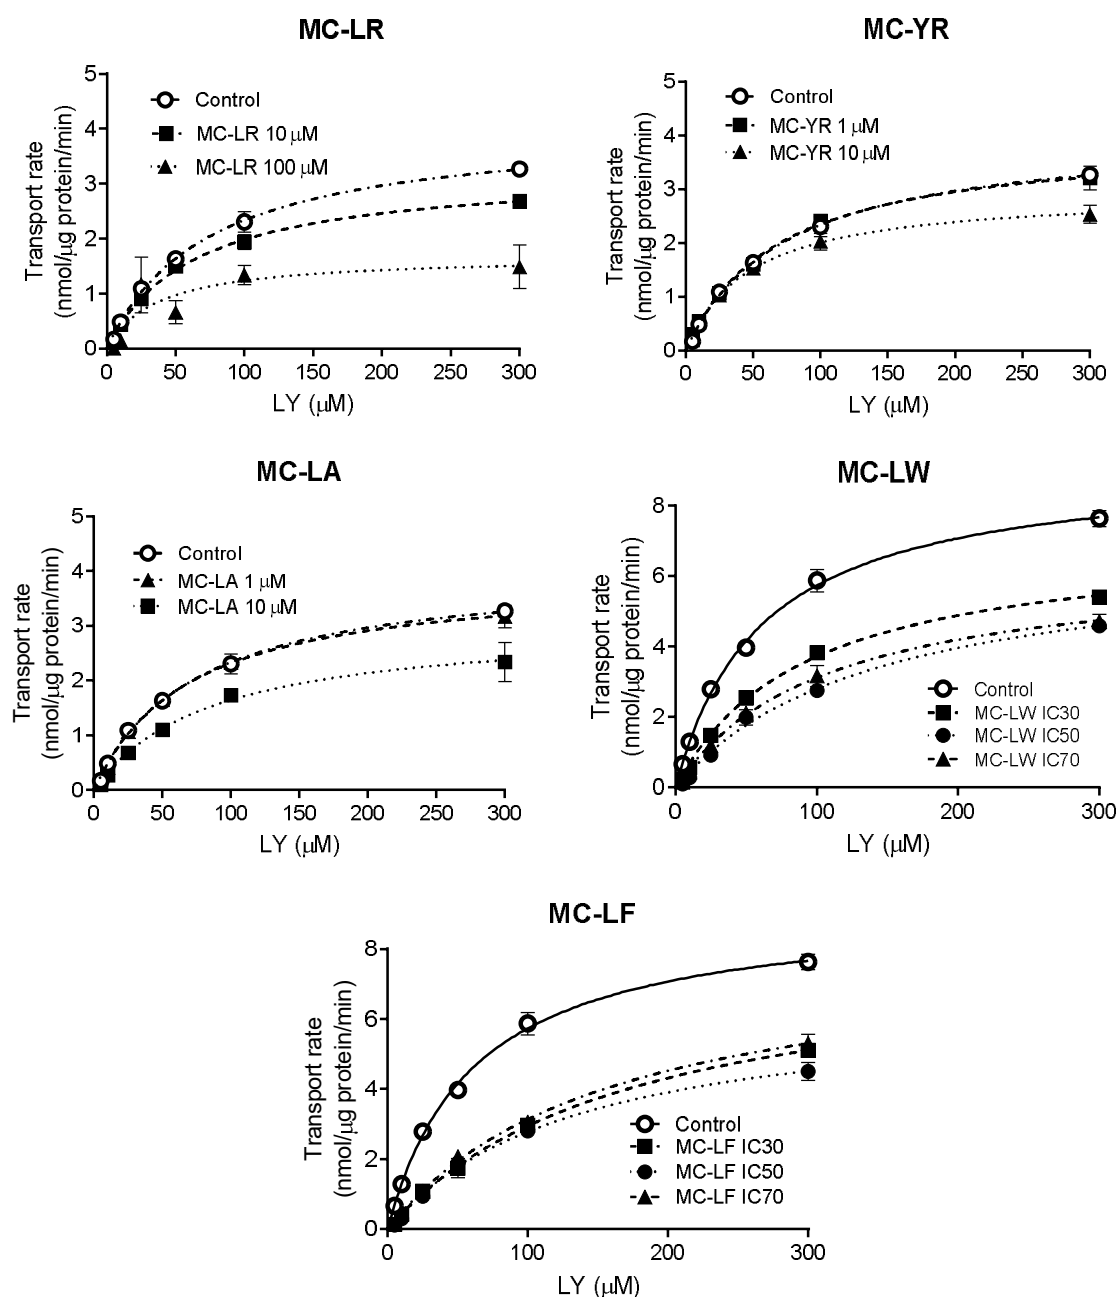 MC-LR
Transport rate
(nmol/µg protein/min)
5
4
3
2
1
0
Control
MC-LR 10 µM
MC-LR 100 µM
0 50 100 150 200 250 300
LY (µM)
MC-YR
Transport rate
(nmol/µg protein/min)
5
4
3
2
1
0
Control
MC-YR 1 µM
MC-YR 10 µM
0 50 100 150 200 250 300
LY (µM)
MC-LA
Transport rate
(nmol/µg protein/min)
5
4
3
2
1
0
Control
MC-LA 1 µM
MC-LA 10 µM
0 50 100 150 200 250 300
LY (µM)
MC-LW
Transport rate
(nmol/µg protein/min)
8
6
4
2
0
Control
MC-LW IC30
MC-LW IC50
MC-LW IC70
0 100 200 300
LY (µM)
MC-LF
Transport rate
(nmol/µg protein/min)
8
6
4
2
0
Control
MC-LF IC30
MC-LF IC50
MC-LF IC70
0 100 200 300
LY (µM)